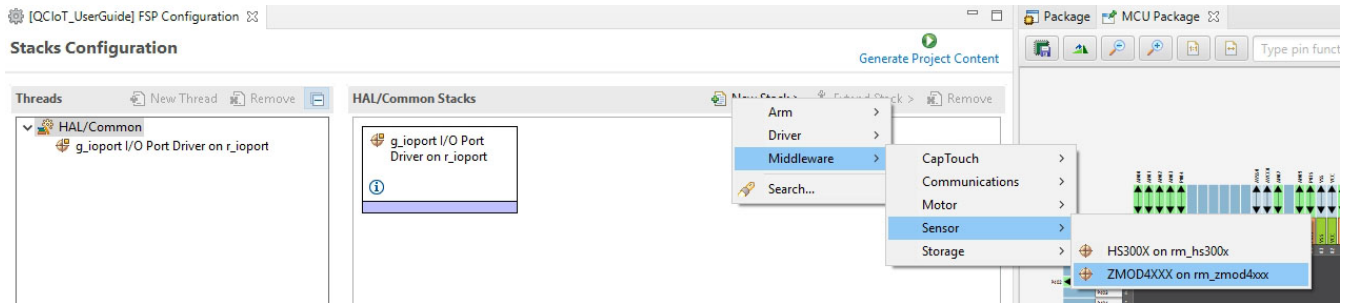 [QCIoT_UserGuide] FSP Configuration
Stacks Configuration
Generate Project Content
Threads
New Thread
Remove
HAL/Common
g_ioport I/O Port Driver on r_ioport
HAL/Common Stacks
New Stack >
Extend Stack >
Remove
g_ioport I/O Port
Driver on r_ioport
Arm >
Driver >
Middleware >
Search...
CapTouch >
Communications >
Motor >
Sensor >
Storage >
HS300X on rm_hs300x
ZMOD4XXX on rm_zmod4xxx
Package
MCU Package
Type pin funct